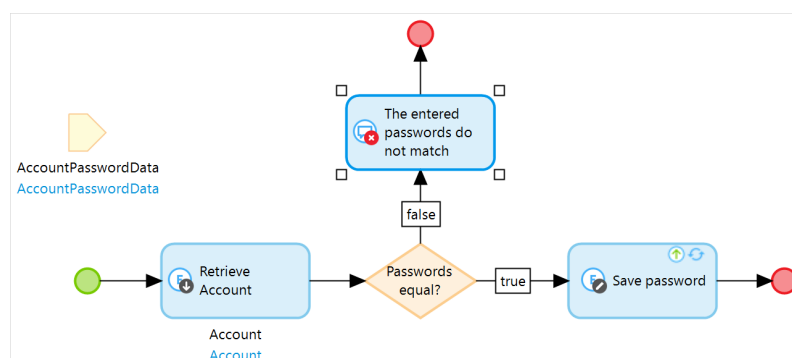 The entered
passwords do
not match
AccountPasswordData
AccountPasswordData
false
Retrieve
Account
Passwords
equal?
true
Save password
Account
Account